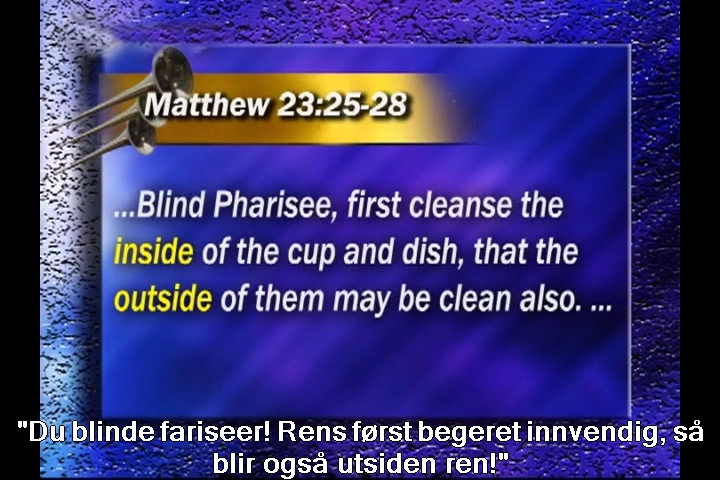 Matthew 23:25-28
...Blind Pharisee, first cleanse the
inside of the cup and dish, that the
outside of them may be clean also. ...
"Du blinde fariseer! Rens først begeret innvendig, så
blir også utsiden ren!"